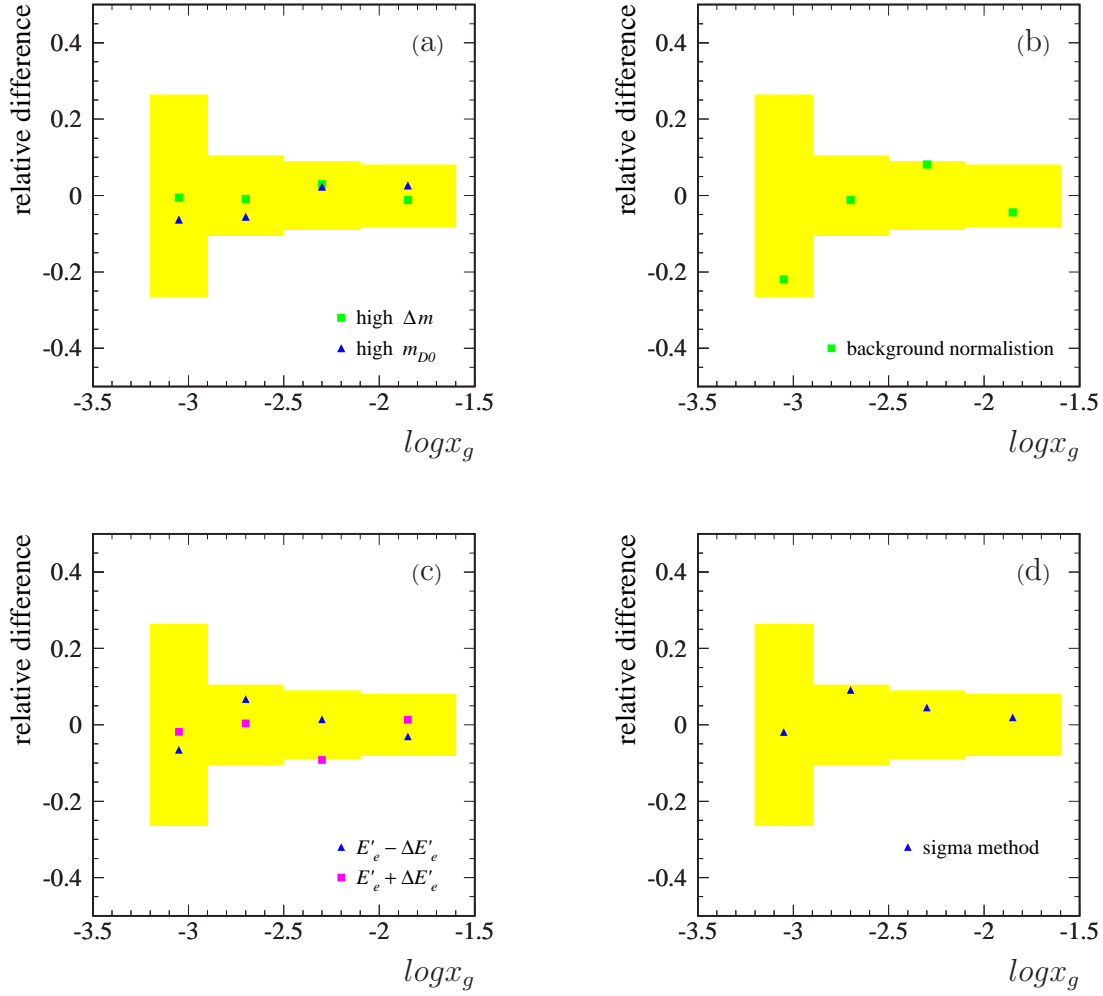 (a)
relative difference
0.4
0.2
0
-0.2
-0.4
high Δm
high m_D0
-3.5 -3 -2.5 -2 -1.5
logx_g
(b)
relative difference
0.4
0.2
0
-0.2
-0.4
background normalistion
-3.5 -3 -2.5 -2 -1.5
logx_g
(c)
relative difference
0.4
0.2
0
-0.2
-0.4
E′_e − ΔE′_e
E′_e + ΔE′_e
-3.5 -3 -2.5 -2 -1.5
logx_g
(d)
relative difference
0.4
0.2
0
-0.2
-0.4
sigma method
-3.5 -3 -2.5 -2 -1.5
logx_g